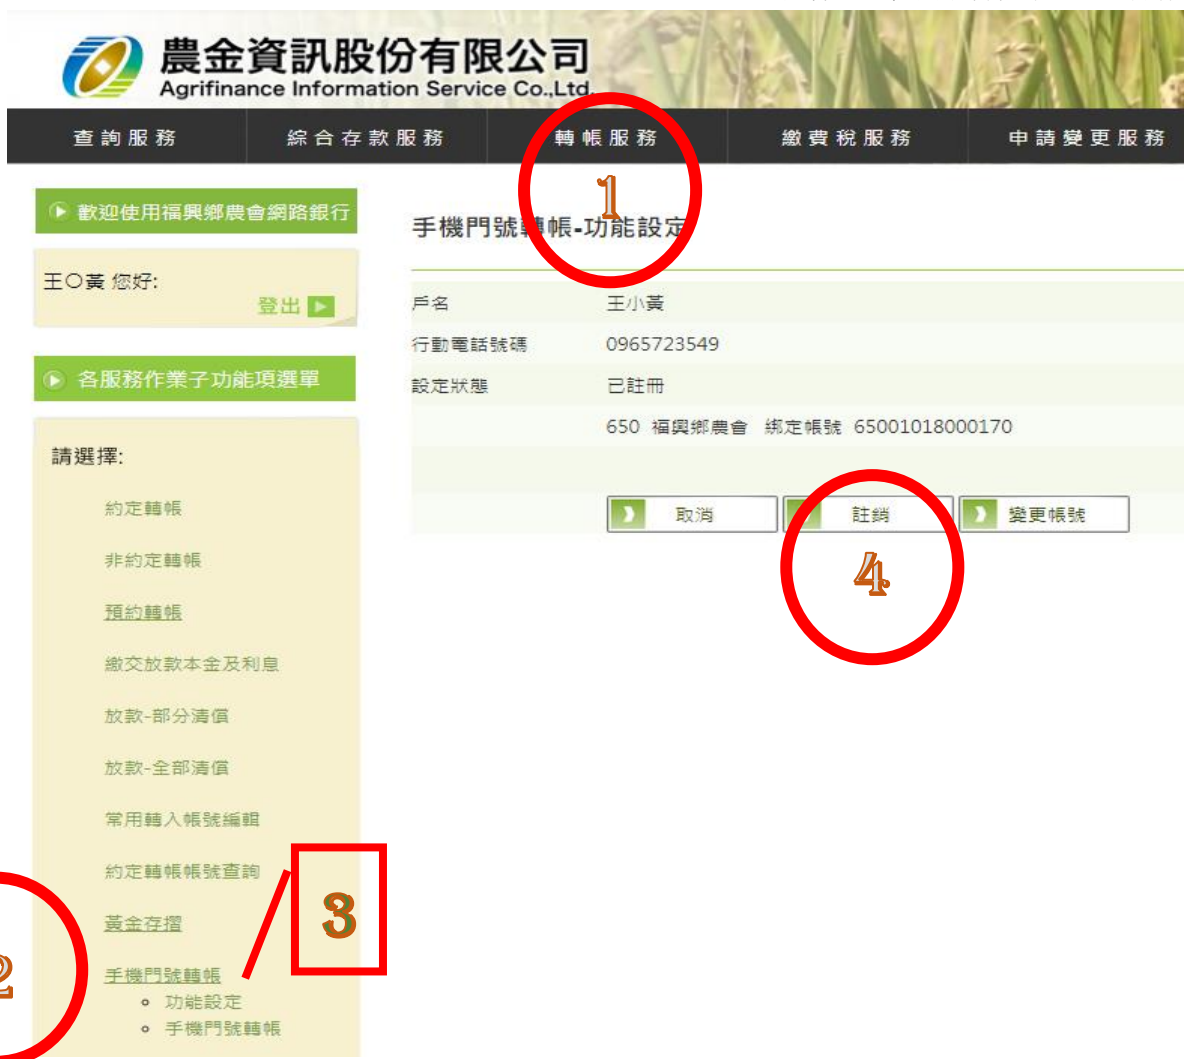 農金資訊股份有限公司
Agrifinance Information Service Co.,Ltd.
查詢服務 綜合存款服務 轉帳服務 繳費稅服務 申請變更服務
1
歡迎使用福興鄉農會網路銀行
手機門號轉帳-功能設定
王○黃 您好:
登出
戶名 王小黃
行動電話號碼 0965723549
各服務作業子功能項選單
設定狀態 已註冊
650 福興鄉農會 綁定帳號 65001018000170
請選擇:
取消 註銷 變更帳號
4
約定轉帳
非約定轉帳
預約轉帳
繳交放款本金及利息
放款-部分清償
放款-全部清償
常用轉入帳號編輯
約定轉帳帳號查詢
3
黃金存摺
2
手機門號轉帳
功能設定
手機門號轉帳